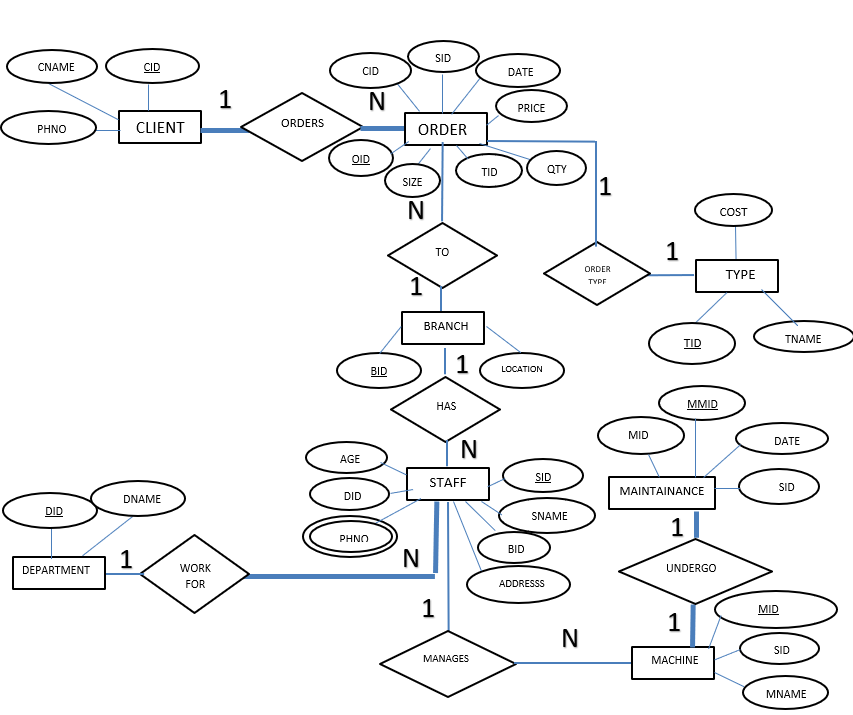 CNAME
CID
PHNO
CLIENT
1
ORDERS
N
CID
SID
DATE
PRICE
ORDER
OID
SIZE
TID
QTY
N
1
TO
1
ORDER
TYPE
1
COST
TYPE
TID
TNAME
BRANCH
BID
LOCATION
1
HAS
N
MMID
MID
DATE
MAINTAINANCE
SID
AGE
DID
PHNO
STAFF
SID
SNAME
BID
ADDRESSS
DID
DNAME
DEPARTMENT
1
WORK
FOR
N
1
UNDERGO
1
1
MANAGES
N
MACHINE
MID
SID
MNAME